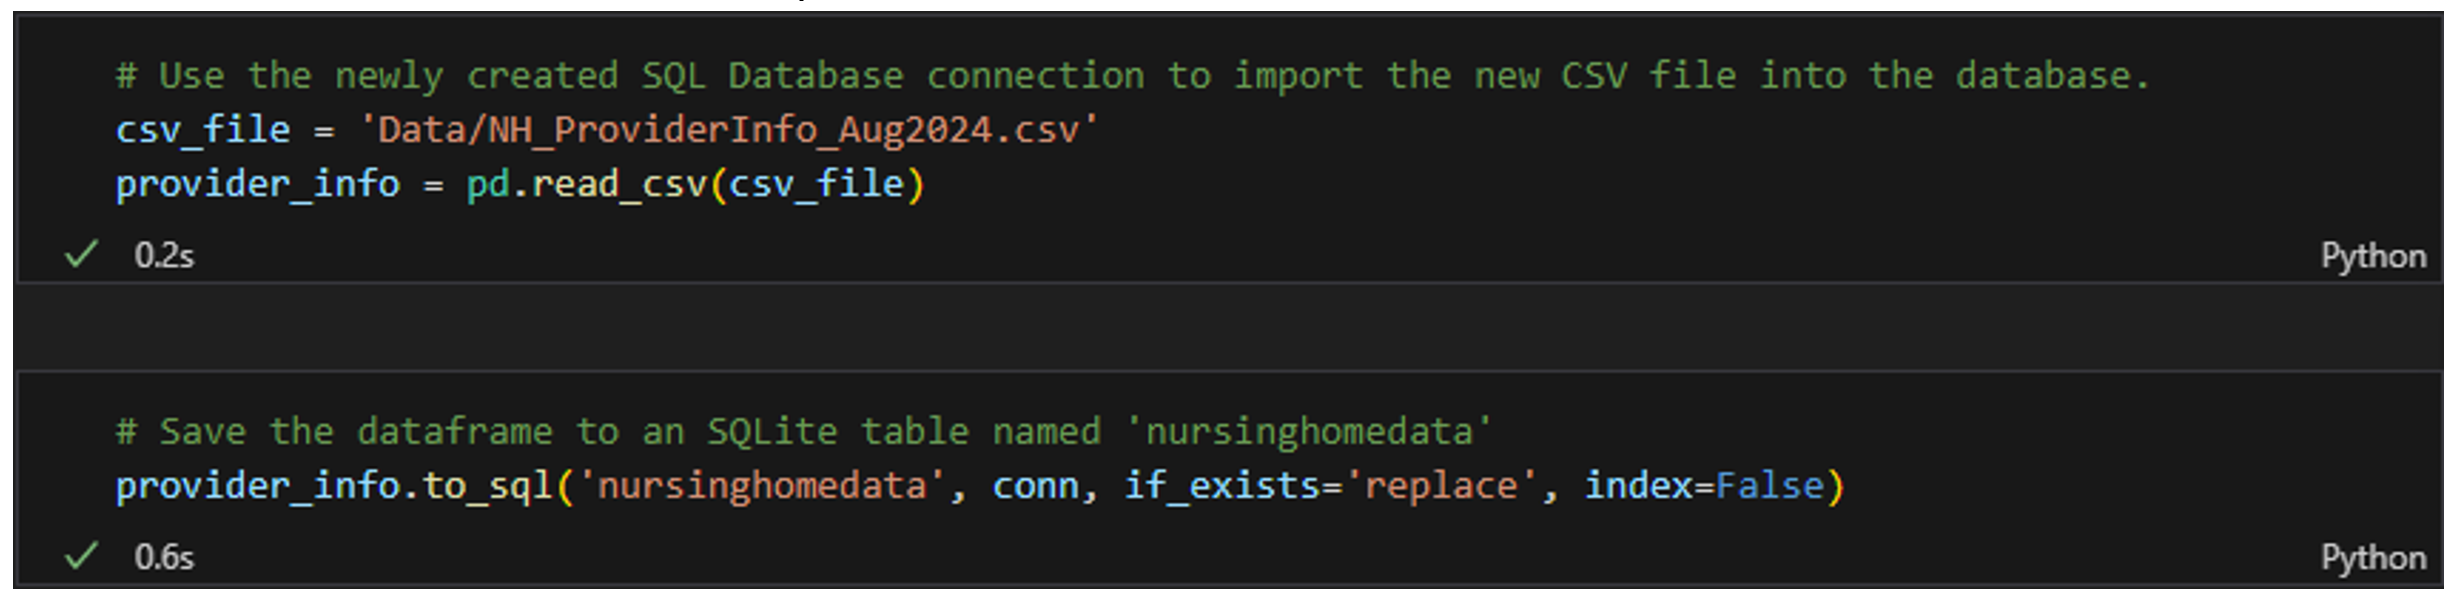 # Use the newly created SQL Database connection to import the new CSV file into the database.
csv_file = 'Data/NH_ProviderInfo_Aug2024.csv'
provider_info = pd.read_csv(csv_file)
0.2s
Python
# Save the dataframe to an SQLite table named 'nursinghomedata'
provider_info.to_sql('nursinghomedata', conn, if_exists='replace', index=False)
0.6s
Python